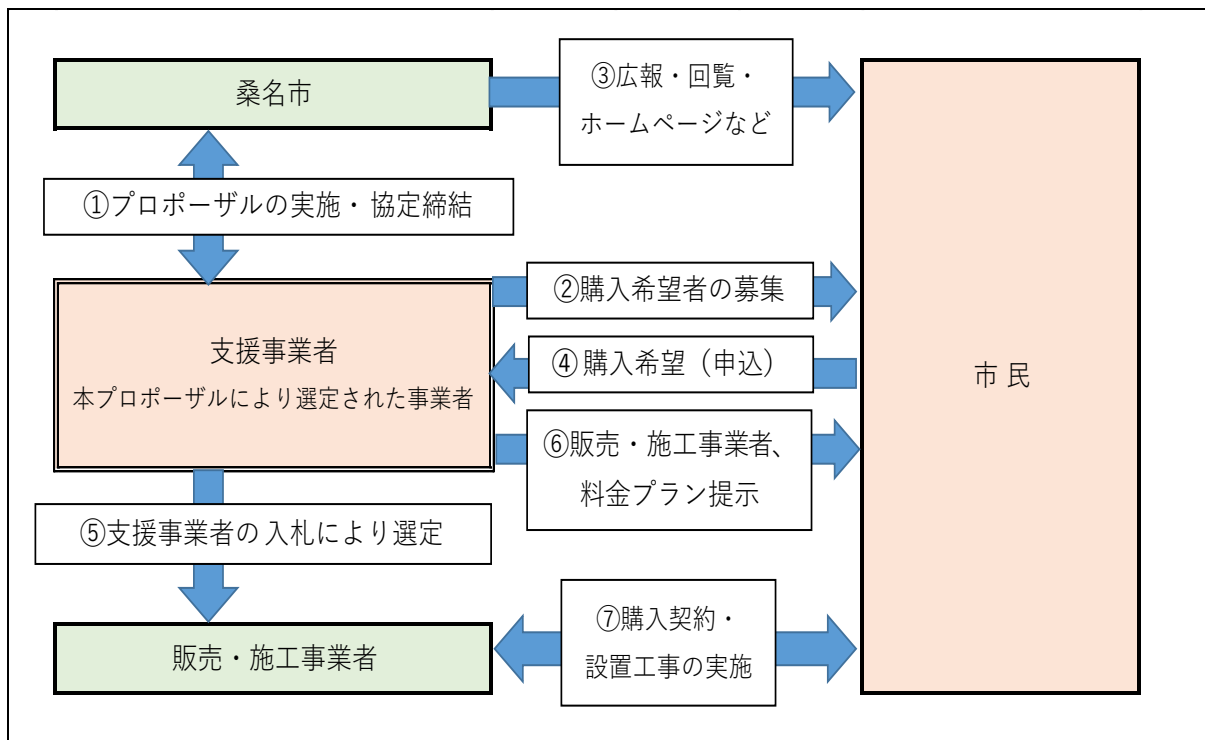 桑名市
③広報・回覧・
ホームページなど
①プロポーザルの実施・協定締結
支援事業者
本プロポーザルにより選定された事業者
②購入希望者の募集
④購入希望（申込）
⑥販売・施工事業者、
料金プラン提示
市民
⑤支援事業者の入札により選定
販売・施工事業者
⑦購入契約・
設置工事の実施